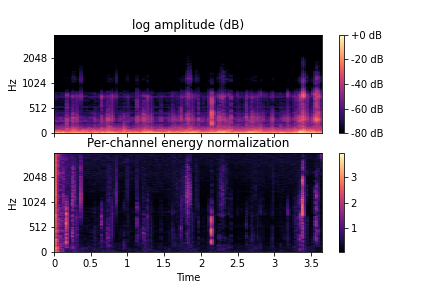 log amplitude (dB)
Hz
2048
1024
512
0
+0 dB
-20 dB
-40 dB
-60 dB
-80 dB
Per-channel energy normalization
Hz
2048
1024
512
0
3
2
1
0 0.5 1 1.5 2 2.5 3 3.5
Time